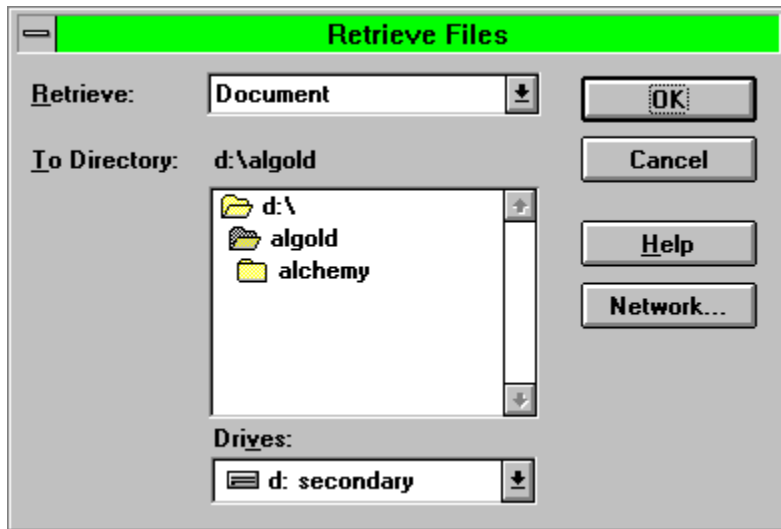 Retrieve Files
Retrieve:
Document
OK
To Directory:
d:\algold
Cancel
d:\
algold
Help
alchemy
Network...
Drives:
d: secondary